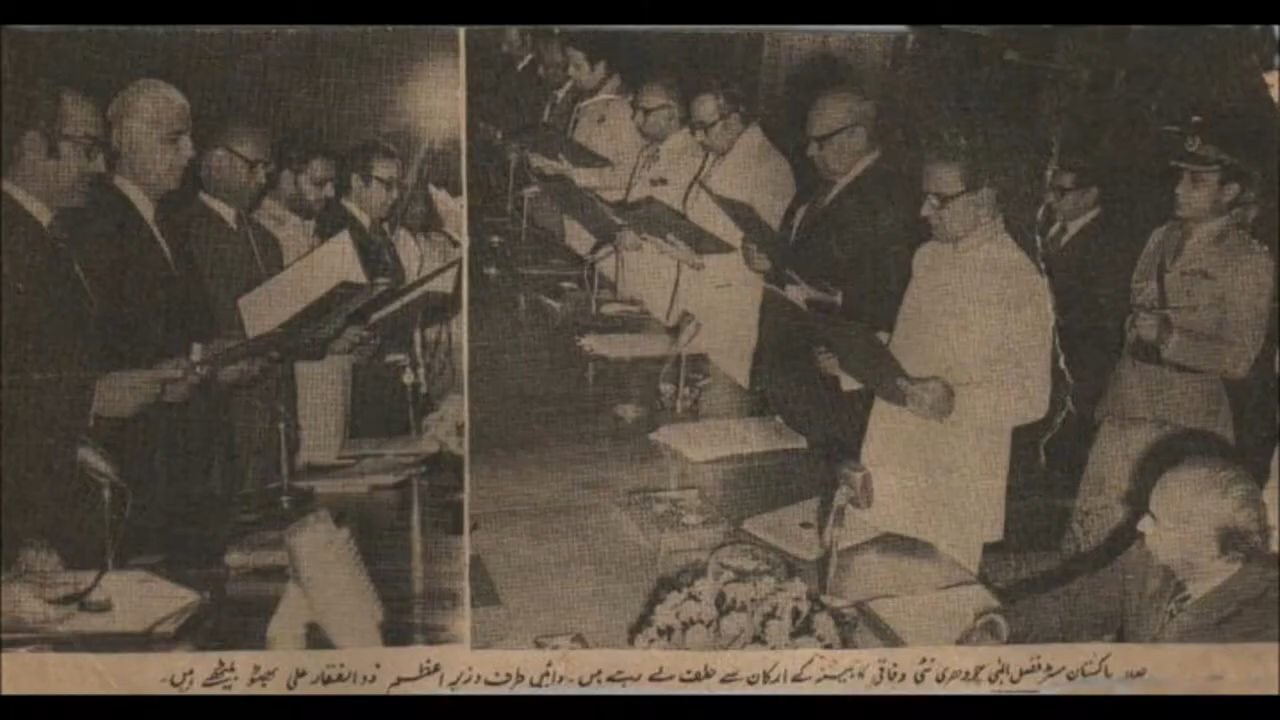 صدر پاکستان مسٹر فضل الٰہی چودھری نئی وفاقی کابینہ کے ارکان سے حلف لے رہے ہیں۔ دائیں طرف وزیر اعظم ذوالفقار علی بھٹو بیٹھے ہیں۔